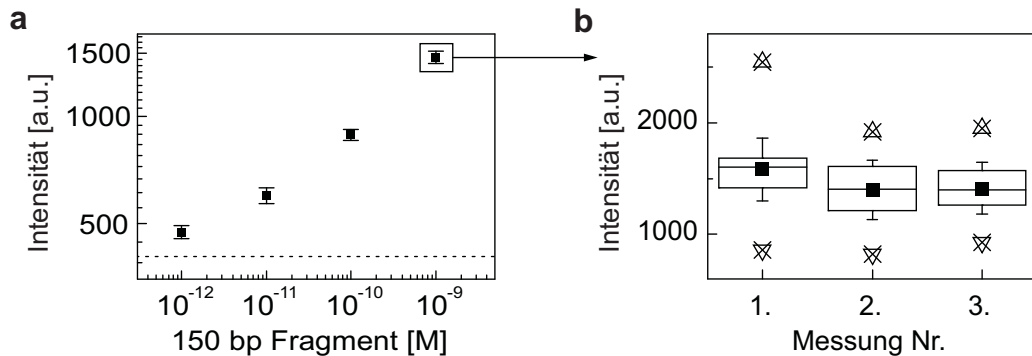 a
Intensität [a.u.]
1500
1000
500
10⁻¹² 10⁻¹¹ 10⁻¹⁰ 10⁻⁹
150 bp Fragment [M]
b
Intensität [a.u.]
2000
1000
1. 2. 3.
Messung Nr.